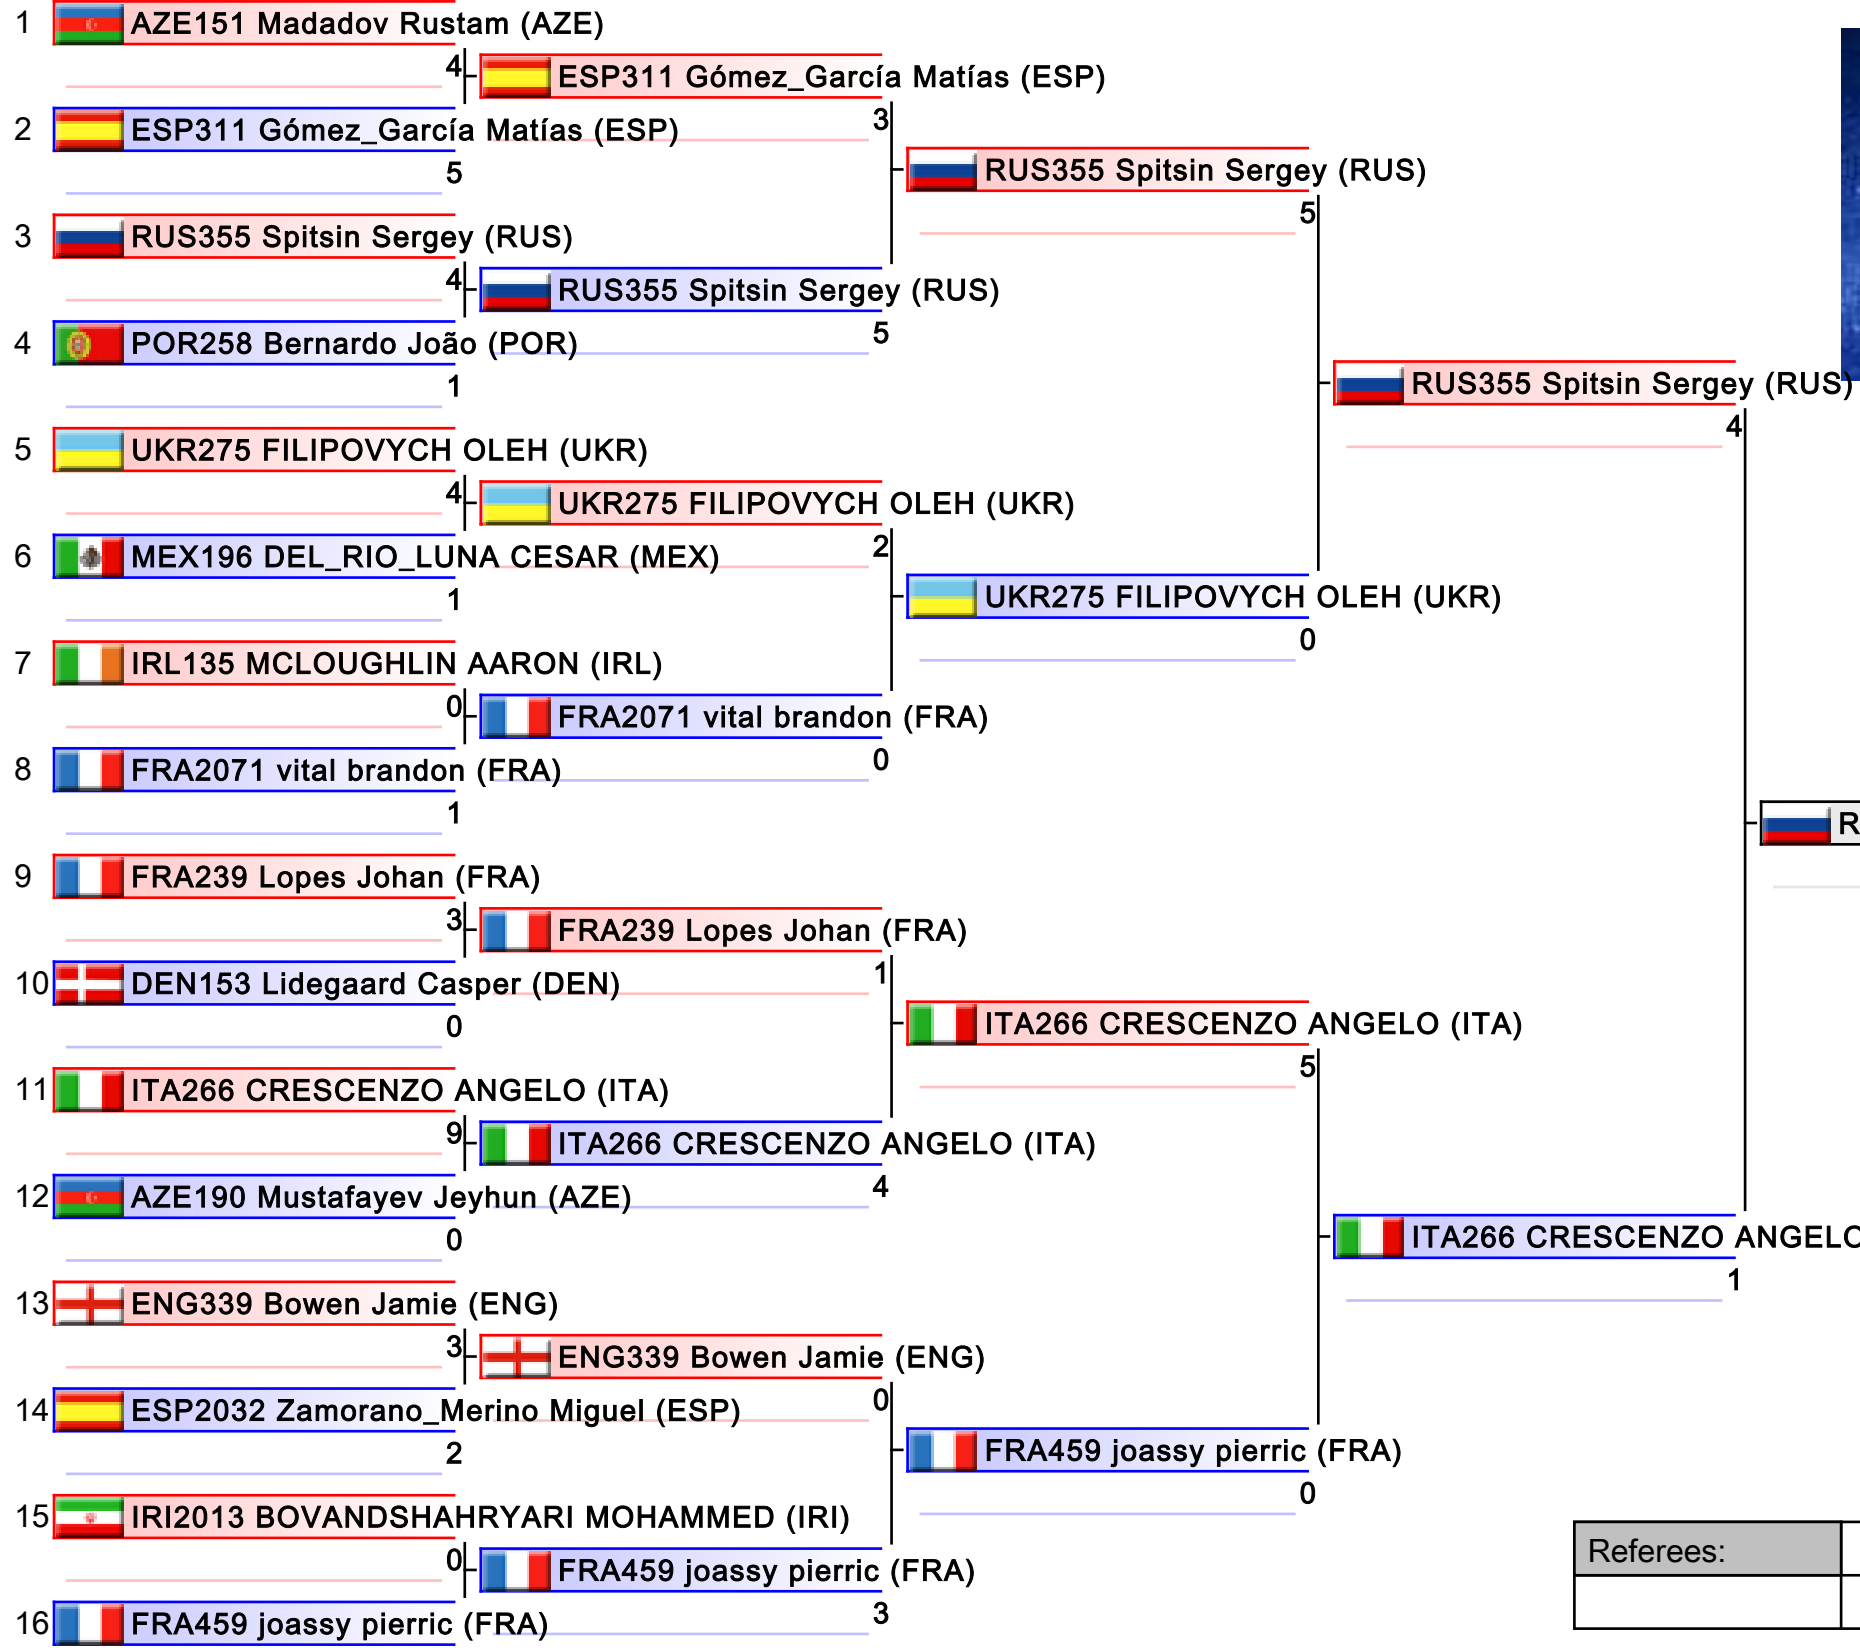 1 AZE151 Madadov Rustam (AZE)
4 ESP311 Gómez_García Matías (ESP)
2 ESP311 Gómez_García Matías (ESP) 3
5 RUS355 Spitsin Sergey (RUS)
5
3 RUS355 Spitsin Sergey (RUS)
4 RUS355 Spitsin Sergey (RUS)
4 POR258 Bernardo João (POR) 5
1 RUS355 Spitsin Sergey (RUS)
4
5 UKR275 FILIPOVYCH OLEH (UKR)
4 UKR275 FILIPOVYCH OLEH (UKR)
6 MEX196 DEL_RIO_LUNA CESAR (MEX) 2
1 UKR275 FILIPOVYCH OLEH (UKR)
0
7 IRL135 MCLOUGHLIN AARON (IRL)
0 FRA2071 vital brandon (FRA)
8 FRA2071 vital brandon (FRA) 0
1 R
9 FRA239 Lopes Johan (FRA)
3 FRA239 Lopes Johan (FRA)
10 DEN153 Lidegaard Casper (DEN) 1
0 ITA266 CRESCENZO ANGELO (ITA)
5
11 ITA266 CRESCENZO ANGELO (ITA)
9 ITA266 CRESCENZO ANGELO (ITA)
12 AZE190 Mustafayev Jeyhun (AZE) 4
0 ITA266 CRESCENZO ANGELO
1
13 ENG339 Bowen Jamie (ENG)
3 ENG339 Bowen Jamie (ENG)
14 ESP2032 Zamorano_Merino Miguel (ESP) 0
2 FRA459 joassy pierric (FRA)
0
15 IRI2013 BOVANDSHAHRYARI MOHAMMED (IRI)
Referees:
0 FRA459 joassy pierric (FRA)
16 FRA459 joassy pierric (FRA) 3